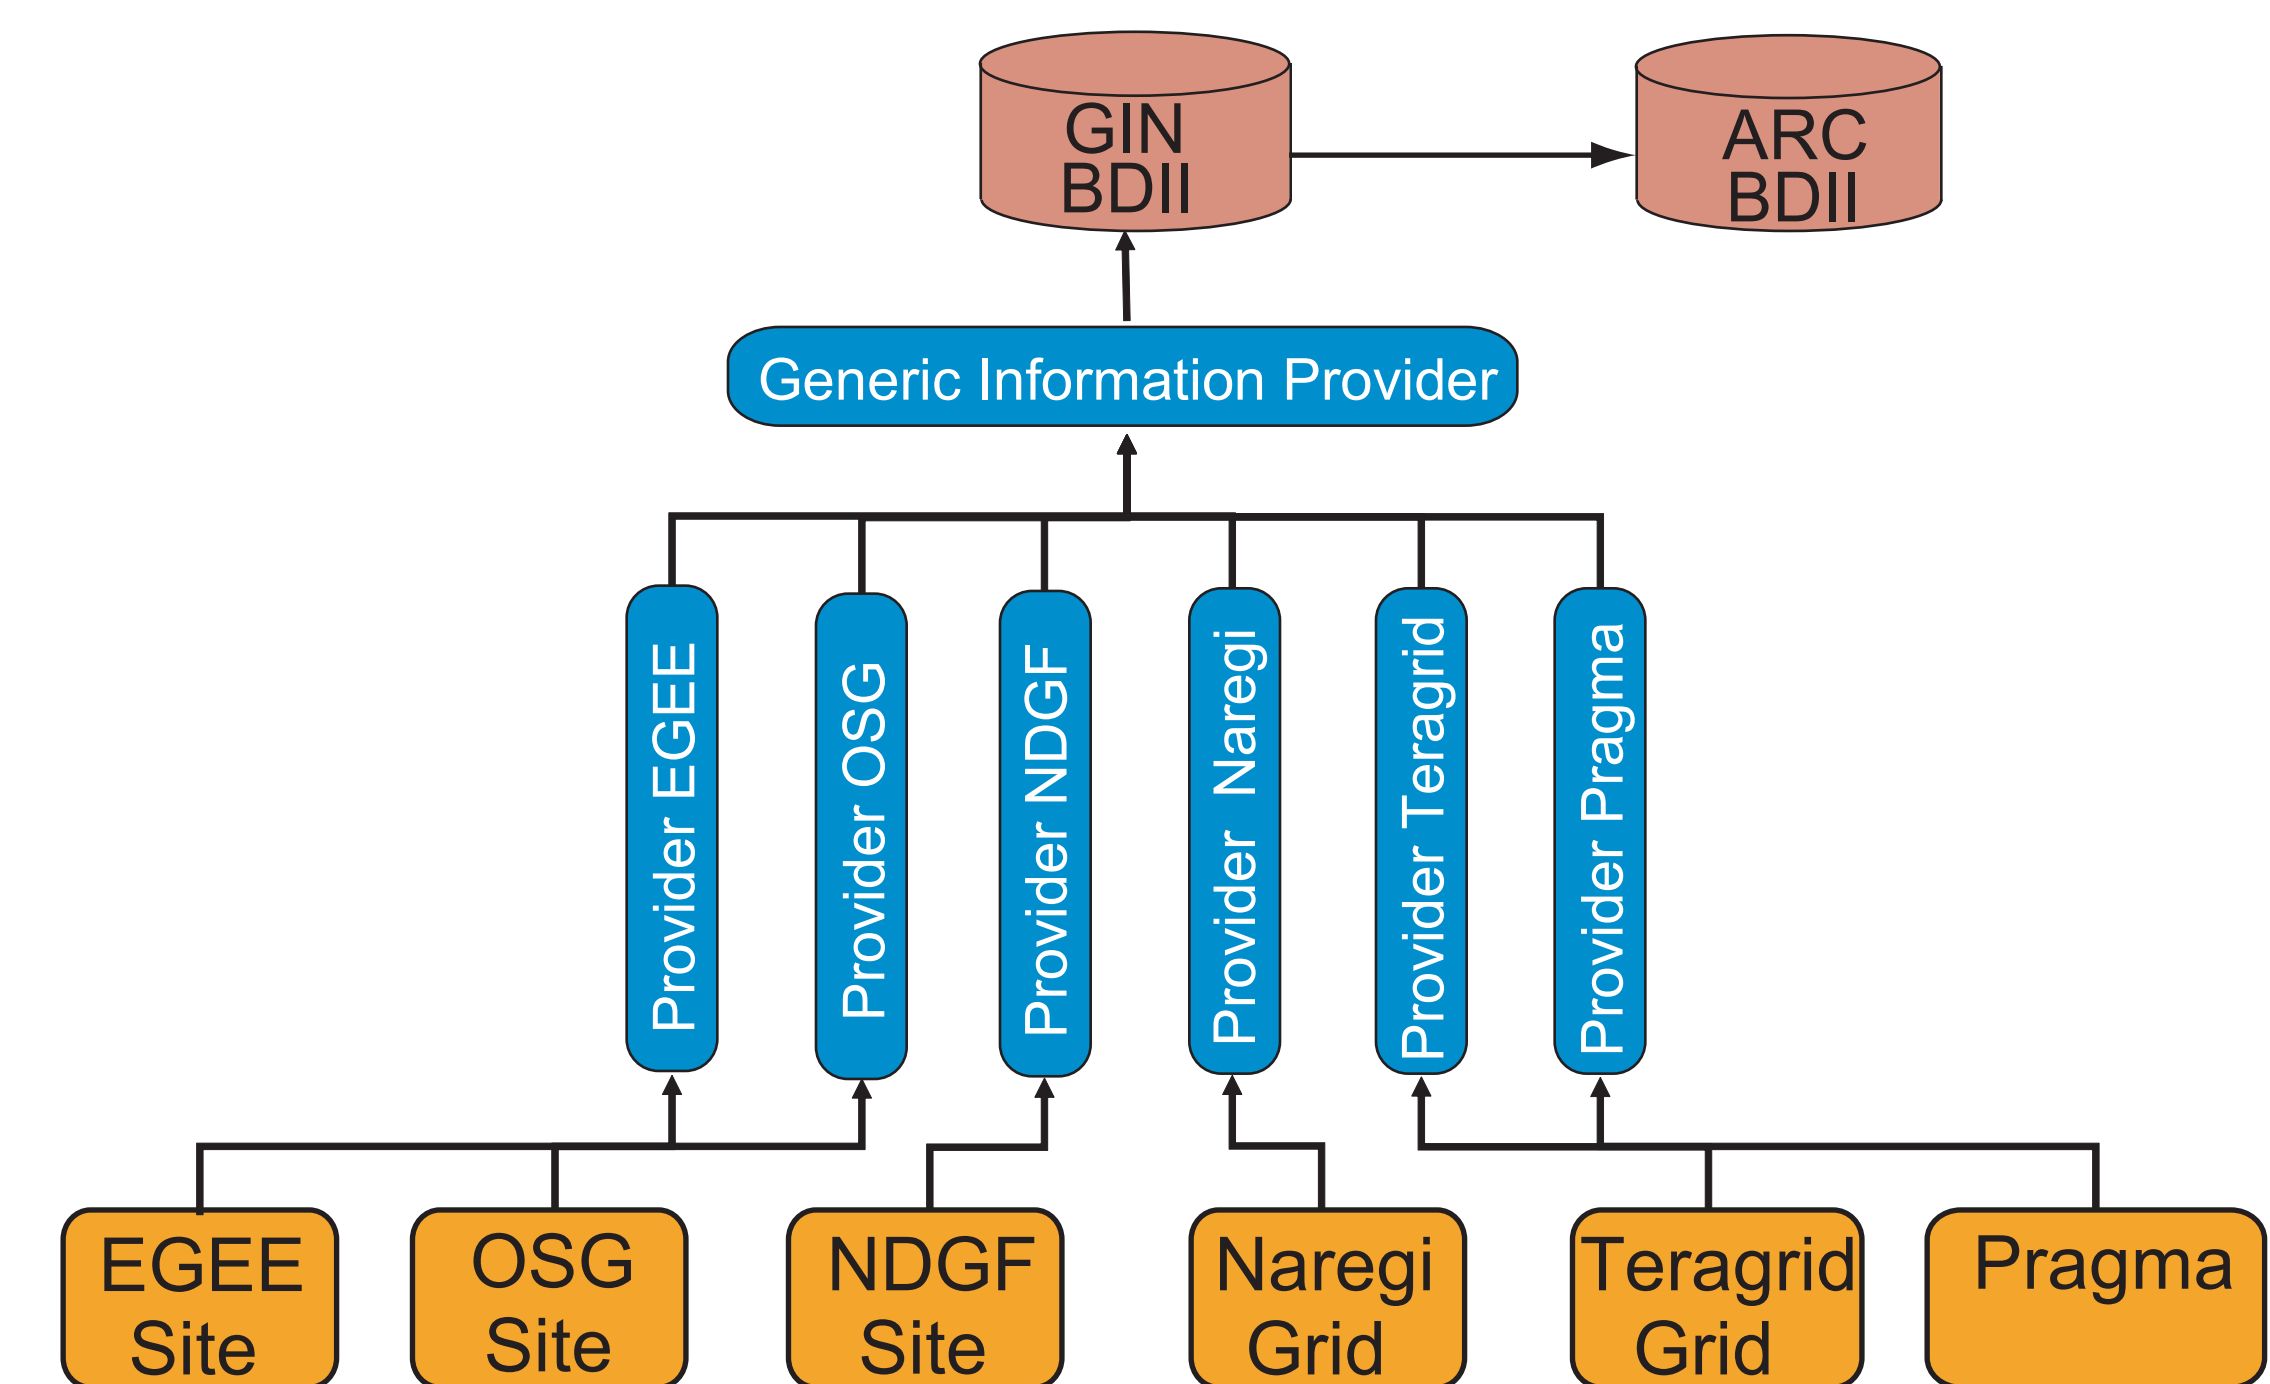 GIN
BDII
ARC
BDII
Generic Information Provider
Provider EGEE
Provider OSG
Provider NDGF
Provider Naregi
Provider Teragrid
Provider Pragma
EGEE
Site
OSG
Site
NDGF
Site
Naregi
Grid
Teragrid
Grid
Pragma